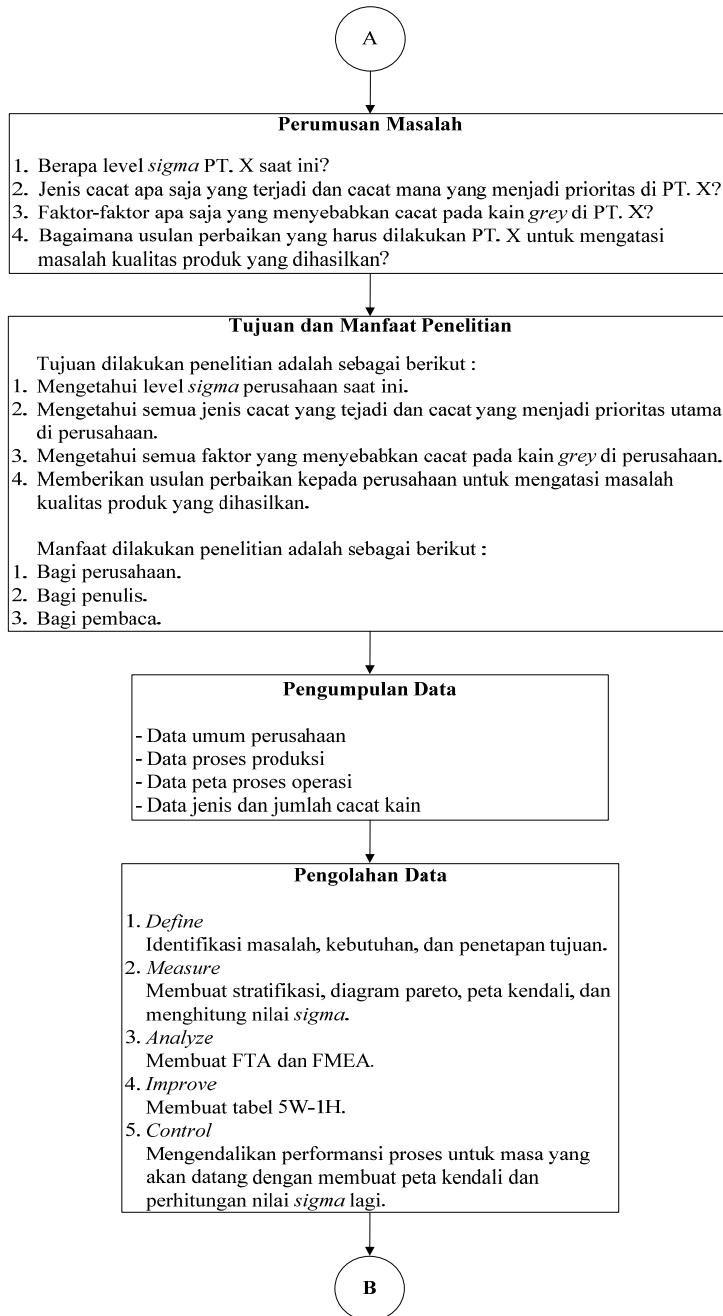 A
Perumusan Masalah
1. Berapa level sigma PT. X saat ini?
2. Jenis cacat apa saja yang terjadi dan cacat mana yang menjadi prioritas di PT. X?
3. Faktor-faktor apa saja yang menyebabkan cacat pada kain grey di PT. X?
4. Bagaimana usulan perbaikan yang harus dilakukan PT. X untuk mengatasi
masalah kualitas produk yang dihasilkan?
Tujuan dan Manfaat Penelitian
Tujuan dilakukan penelitian adalah sebagai berikut :
1. Mengetahui level sigma perusahaan saat ini.
2. Mengetahui semua jenis cacat yang tejadi dan cacat yang menjadi prioritas utama
di perusahaan.
3. Mengetahui semua faktor yang menyebabkan cacat pada kain grey di perusahaan.
4. Memberikan usulan perbaikan kepada perusahaan untuk mengatasi masalah
kualitas produk yang dihasilkan.
Manfaat dilakukan penelitian adalah sebagai berikut :
1. Bagi perusahaan.
2. Bagi penulis.
3. Bagi pembaca.
Pengumpulan Data
- Data umum perusahaan
- Data proses produksi
- Data peta proses operasi
- Data jenis dan jumlah cacat kain
Pengolahan Data
1. Define
Identifikasi masalah, kebutuhan, dan penetapan tujuan.
2. Measure
Membuat stratifikasi, diagram pareto, peta kendali, dan
menghitung nilai sigma.
3. Analyze
Membuat FTA dan FMEA.
4. Improve
Membuat tabel 5W-1H.
5. Control
Mengendalikan performansi proses untuk masa yang
akan datang dengan membuat peta kendali dan
perhitungan nilai sigma lagi.
B